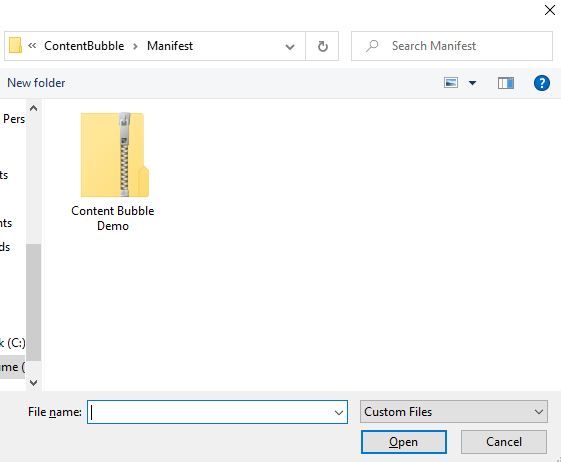 « ContentBubble > Manifest
Search Manifest
New folder
?
Pers
ts
nts
ds
k (C:)
ume (
Content Bubble
Demo
File name:
Custom Files
Open
Cancel